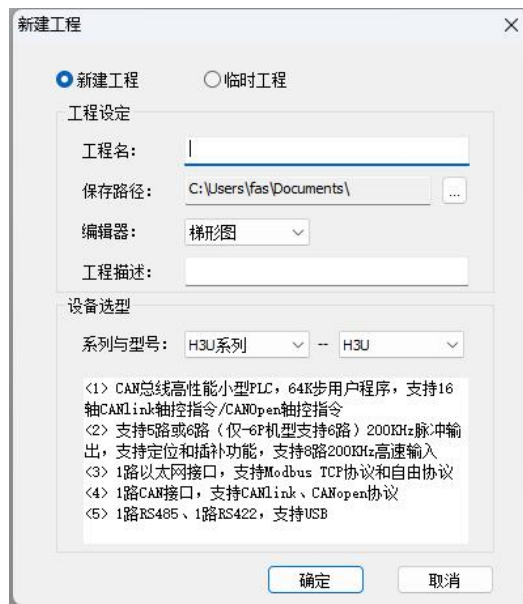 新建工程
新建工程 临时工程
工程设定
工程名：
保存路径： C:\Users\fas\Documents\ ...
编辑器： 梯形图
工程描述：
设备选型
系列与型号： H3U系列 -- H3U
<1> CAN总线高性能小型PLC，64K步用户程序，支持16
轴CANlink轴控指令/CANOpen轴控指令
<2> 支持5路或6路（仅-6P机型支持6路）200KHz脉冲输
出，支持定位和插补功能，支持8路200KHz高速输入
<3> 1路以太网接口，支持Modbus TCP协议和自由协议
<4> 1路CAN接口，支持CANlink、CANopen协议
<5> 1路RS485、1路RS422，支持USB
确定 取消